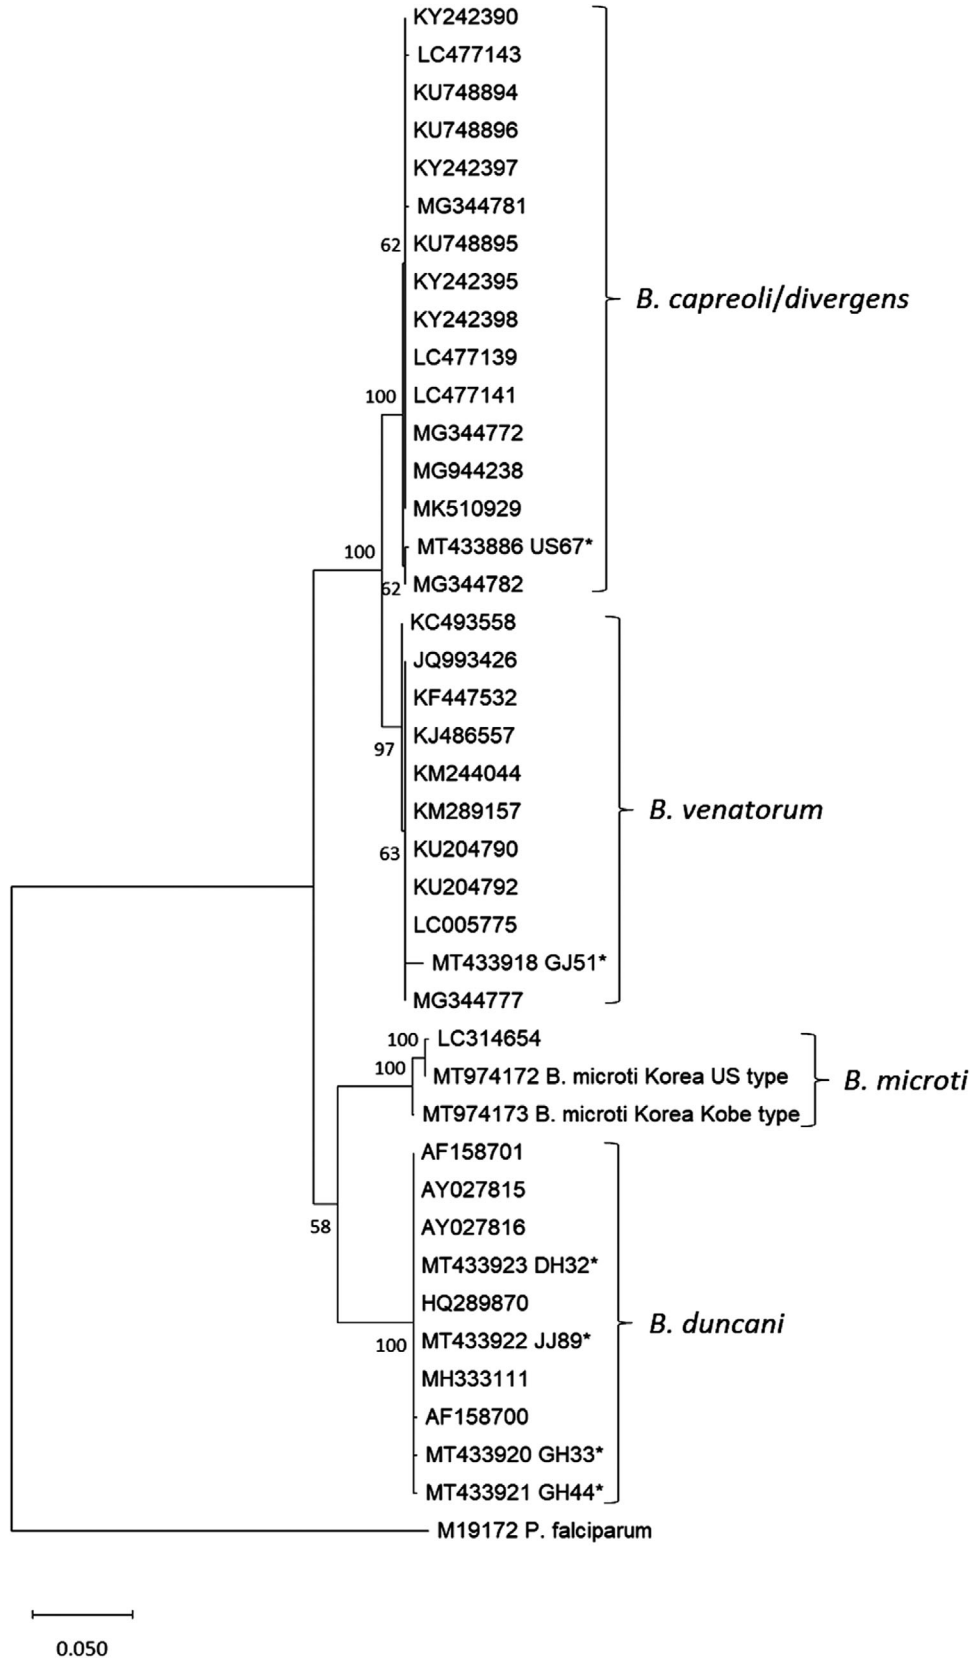 KY242390
LC477143
KU748894
KU748896
KY242397
MG344781
62
KU748895
KY242395
B. capreoli/divergens
KY242398
LC477139
100
LC477141
MG344772
MG944238
MK510929
100
MT433886 US67*
62
MG344782
KC493558
JQ993426
KF447532
KJ486557
97
KM244044
KM289157
B. venatorum
63
KU204790
KU204792
LC005775
MT433918 GJ51*
MG344777
100
LC314654
100
MT974172 B. microti Korea US type
B. microti
MT974173 B. microti Korea Kobe type
AF158701
AY027815
58
AY027816
MT433923 DH32*
HQ289870
B. duncani
100
MT433922 JJ89*
MH333111
AF158700
MT433920 GH33*
MT433921 GH44*
M19172 P. falciparum
0.050